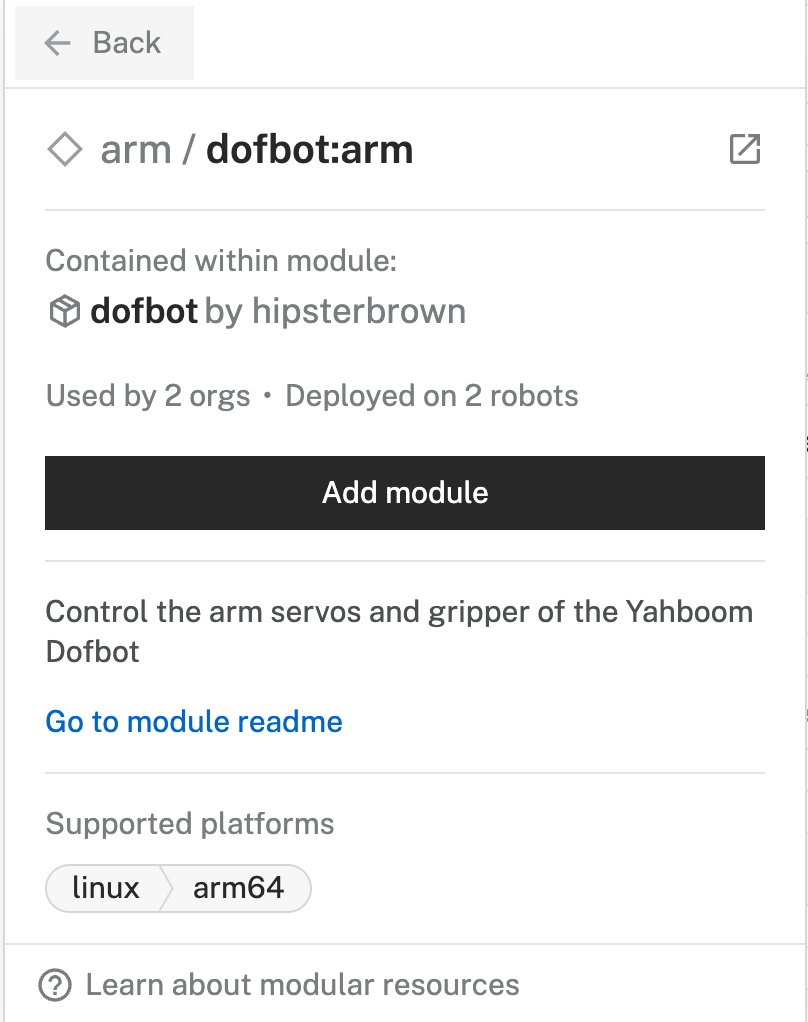 Back
arm / dofbot:arm
Contained within module:
dofbot by hipsterbrown
Used by 2 orgs • Deployed on 2 robots
Add module
Control the arm servos and gripper of the Yahboom
Dofbot
Go to module readme
Supported platforms
linux arm64
Learn about modular resources